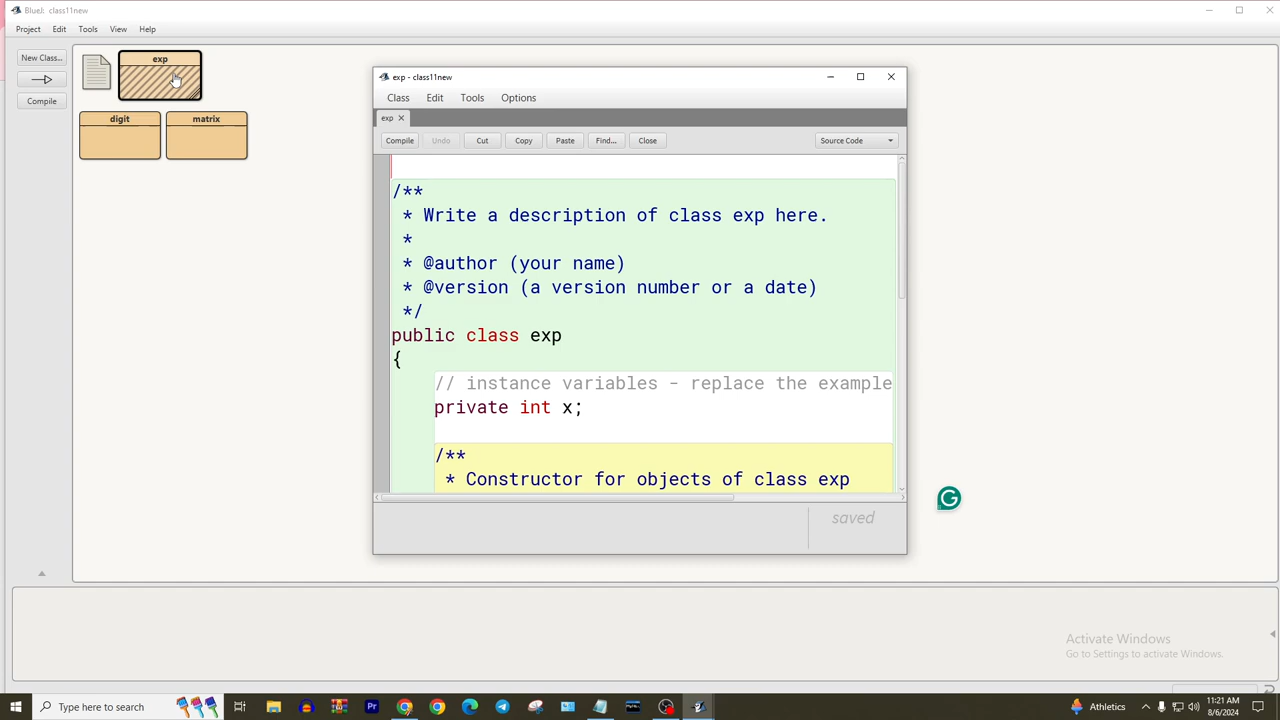 BlueJ: class11new
Project Edit Tools View Help
New Class...
Compile
exp
digit
matrix
exp - class11new
Class Edit Tools Options
exp
Compile Undo Cut Copy Paste Find... Close Source Code
/**
* Write a description of class exp here.
*
* @author (your name)
* @version (a version number or a date)
*/
public class exp
{
// instance variables - replace the example
private int x;
/**
* Constructor for objects of class exp
saved
G
Activate Windows
Go to Settings to activate Windows.
Type here to search
Pr
Athletics
11:21 AM
8/6/2024